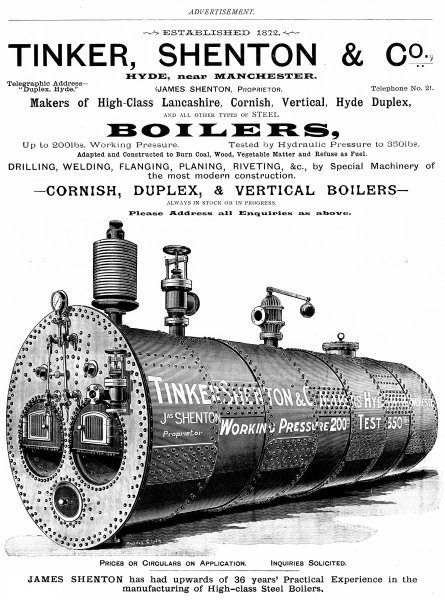 ADVERTISEMENT.
ESTABLISHED 1872.
TINKER, SHENTON & Co.,
HYDE, near MANCHESTER.
Telegraphic Address—
"Duplex, Hyde."
(JAMES SHENTON, PROPRIETOR.
Telephone No. 21.
Makers of High-Class Lancashire, Cornish, Vertical, Hyde Duplex,
AND ALL OTHER TYPES OF STEEL
BOILERS,
Up to 200lbs. Working Pressure. Tested by Hydraulic Pressure to 350lbs.
Adapted and Constructed to Burn Coal, Wood, Vegetable Matter and Refuse as Fuel.
DRILLING, WELDING, FLANGING, PLANING, RIVETING, &c., by Special Machinery of
the most modern construction.
—CORNISH, DUPLEX, & VERTICAL BOILERS—
ALWAYS IN STOCK OR IN PROGRESS.
Please Address all Enquiries as above.
TINKER SHENTON & C. MAKERS HYDE
JAS SHENTON
Proprietor
WORKING PRESSURE 200 TEST 350
PRICES OR CIRCULARS ON APPLICATION. INQUIRIES SOLICITED.
JAMES SHENTON has had upwards of 36 years' Practical Experience in the
manufacturing of High-class Steel Boilers.